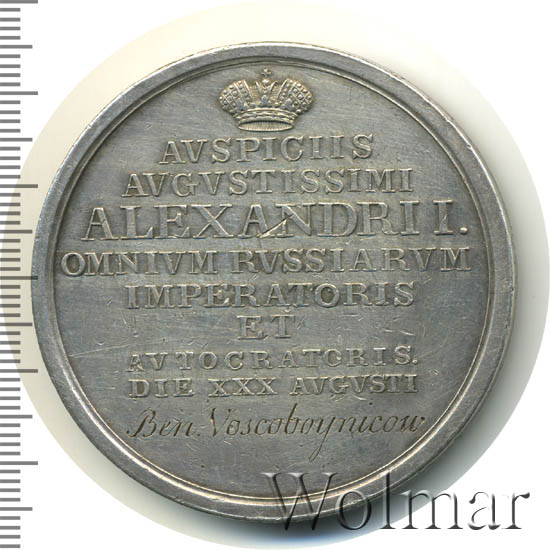 AVSPICIIS
AVGVSTISSIMI
ALEXANDRI I.
OMNIVM RVSSIARVM
IMPERATORIS
ET
AVTOCRATORIS.
DIE XXX AVGVSTI
Ben. Voscoboynicow
Wolmar